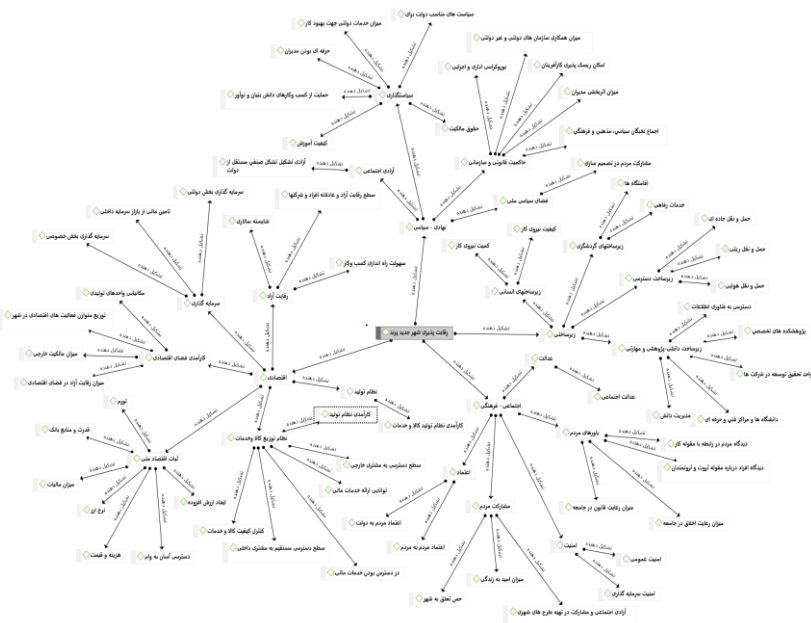 سیاست های مناسب دولت برای
میزان خدمات دولتی جهت بهبود کار
حرفه ای بودن مدیران
سیاستگذاری
حمایت از کسب وکارهای دانش بنیان و نوآور
کیفیت آموزش
حقوق مالکیت
میزان همکاری سازمان های دولتی و غیر دولتی
بوروکراسی اداری و اجرایی
امکان ریسک پذیری کارآفرینان
میزان اثربخشی مدیران
اجماع نخبگان سیاسی، مذهبی و فرهنگی
حاکمیت قانونی و سازمانی
مشارکت مردم در تصمیم سازی
فضای سیاسی ملی
آزادی اجتماعی
آزادی تشکیل تشکل صنفی مستقل از
دولت
نهادی - سیاسی
سرمایه گذاری بخش دولتی
تامین مالی از بازار سرمایه داخلی
سرمایه گذاری بخش خصوصی
سرمایه گذاری
سطح رقابت آزاد و عادلانه افراد و شرکتها
شایسته سالاری
سهولت راه اندازی کسب وکار
رقابت آزاد
اقامتگاه ها
خدمات رفاهی
زیرساختهای گردشگری
کیفیت نیروی کار
کمیت نیروی کار
زیرساختهای انسانی
حمل و نقل جاده ای
حمل و نقل ریلی
حمل و نقل هوایی
زیرساخت دسترسی
زیرساختی
رقابت پذیری شهر جدید پرند
دسترسی به فناوری اطلاعات
پژوهشکده های تخصصی
زیرساخت دانشی-پژوهشی و مهارتی
واحد تحقیق توسعه در شرکت ها
دانشگاه ها و مراکز فنی و حرفه ای
مدیریت دانش
مکانیابی واحدهای تولیدی
توزیع متوازن فعالیت های اقتصادی در شهر
کارآمدی فضای اقتصادی
میزان مالکیت خارجی
میزان رقابت آزاد در فضای اقتصادی
اقتصادی
نظام تولید
کارآمدی نظام تولید
کارآمدی نظام تولید کالا و خدمات
نظام توزیع کالا وخدمات
سطح دسترسی به مشتری خارجی
توانایی ارائه خدمات مالی
کنترل کیفیت کالا و خدمات
سطح دسترسی مستقیم به مشتری داخلی
در دسترس بودن خدمات مالی
تورم
قدرت و منابع بانک
ثبات اقتصاد ملی
میزان مالیات
نرخ ارز
هزینه و قیمت
دسترسی آسان به وام
ایجاد ارزش افزوده
اجتماعی - فرهنگی
عدالت
عدالت اجتماعی
باورهای مردم
دیدگاه مردم در رابطه با مقوله کار
دیدگاه افراد درباره مقوله ثروت و ثروتمندان
میزان رعایت قانون در جامعه
میزان رعایت اخلاق در جامعه
اعتماد
اعتماد مردم به دولت
اعتماد مردم به مردم
مشارکت مردم
حس تعلق به شهر
میزان امید به زندگی
آزادی اجتماعی و مشارکت در تهیه طرح های شهری
امنیت
امنیت عمومی
امنیت سرمایه گذاری
تشکیل دهنده